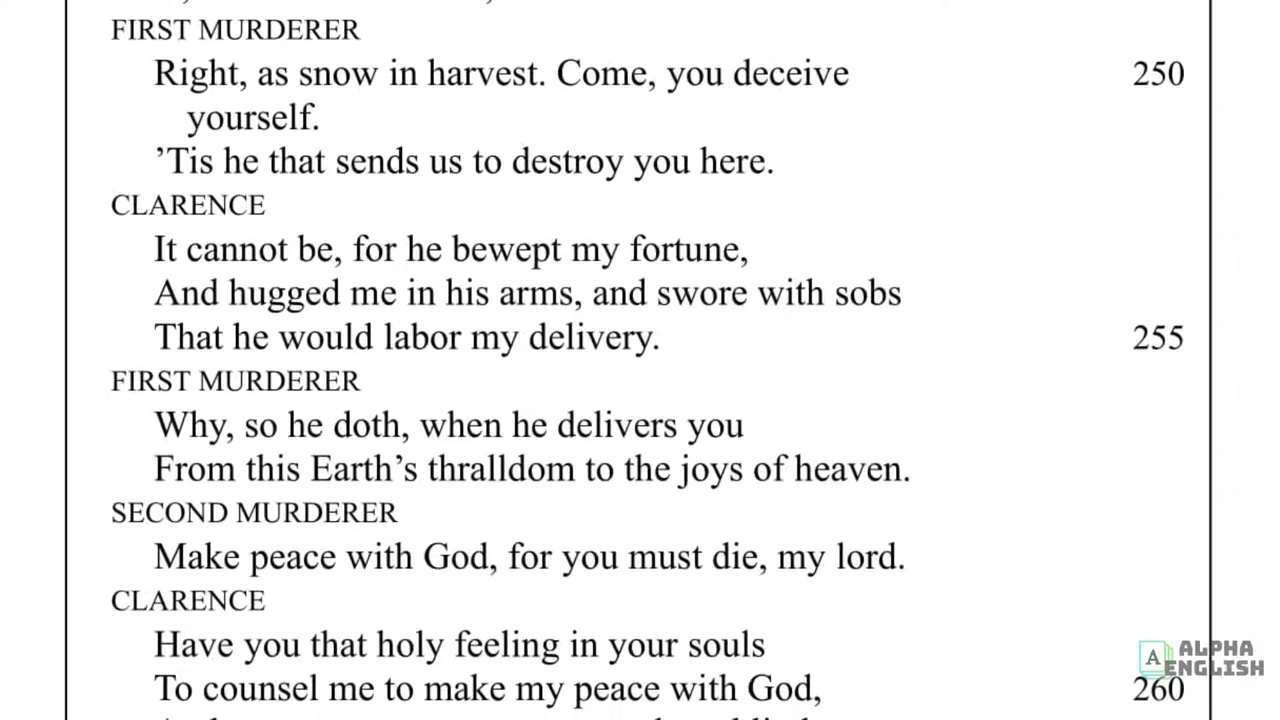 FIRST MURDERER
Right, as snow in harvest. Come, you deceive 250
yourself.
’Tis he that sends us to destroy you here.
CLARENCE
It cannot be, for he bewept my fortune,
And hugged me in his arms, and swore with sobs
That he would labor my delivery. 255
FIRST MURDERER
Why, so he doth, when he delivers you
From this Earth’s thralldom to the joys of heaven.
SECOND MURDERER
Make peace with God, for you must die, my lord.
CLARENCE
Have you that holy feeling in your souls
To counsel me to make my peace with God, 260
A ALPHA
ENGLISH